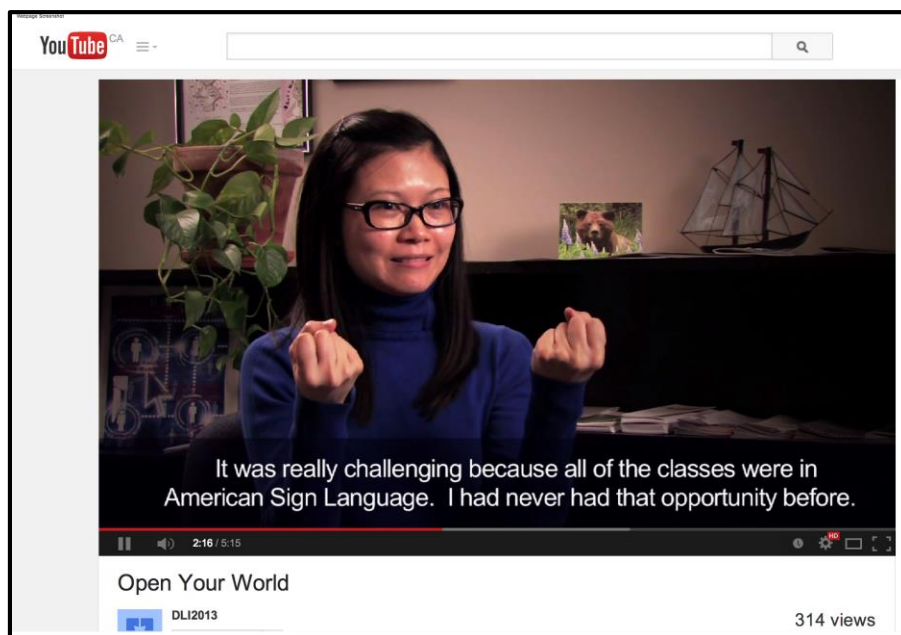 Webpage Screenshot
YouTube CA
It was really challenging because all of the classes were in
American Sign Language. I had never had that opportunity before.
2:16 / 5:15
HD
Open Your World
DLI2013
314 views